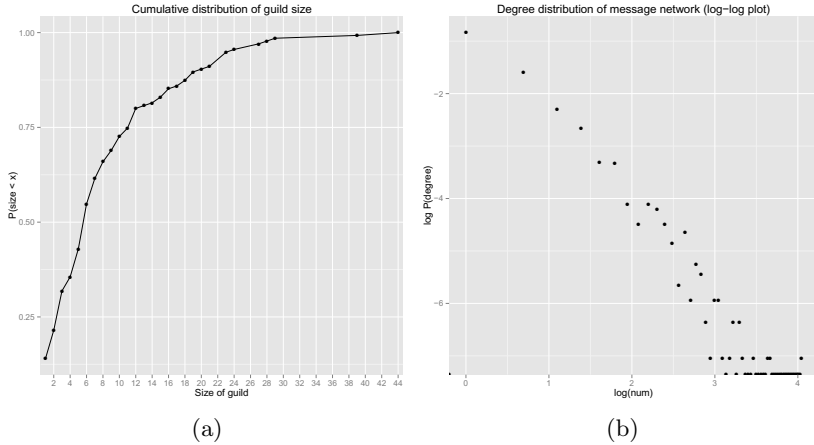 Cumulative distribution of guild size
1.00
0.75
0.50
0.25
P(size < x)
2 4 6 8 10 12 14 16 18 20 22 24 26 28 30 32 34 36 38 40 42 44
Size of guild
(a)
Degree distribution of message network (log−log plot)
−2
−4
−6
log P(degree)
0 1 2 3 4
log(num)
(b)